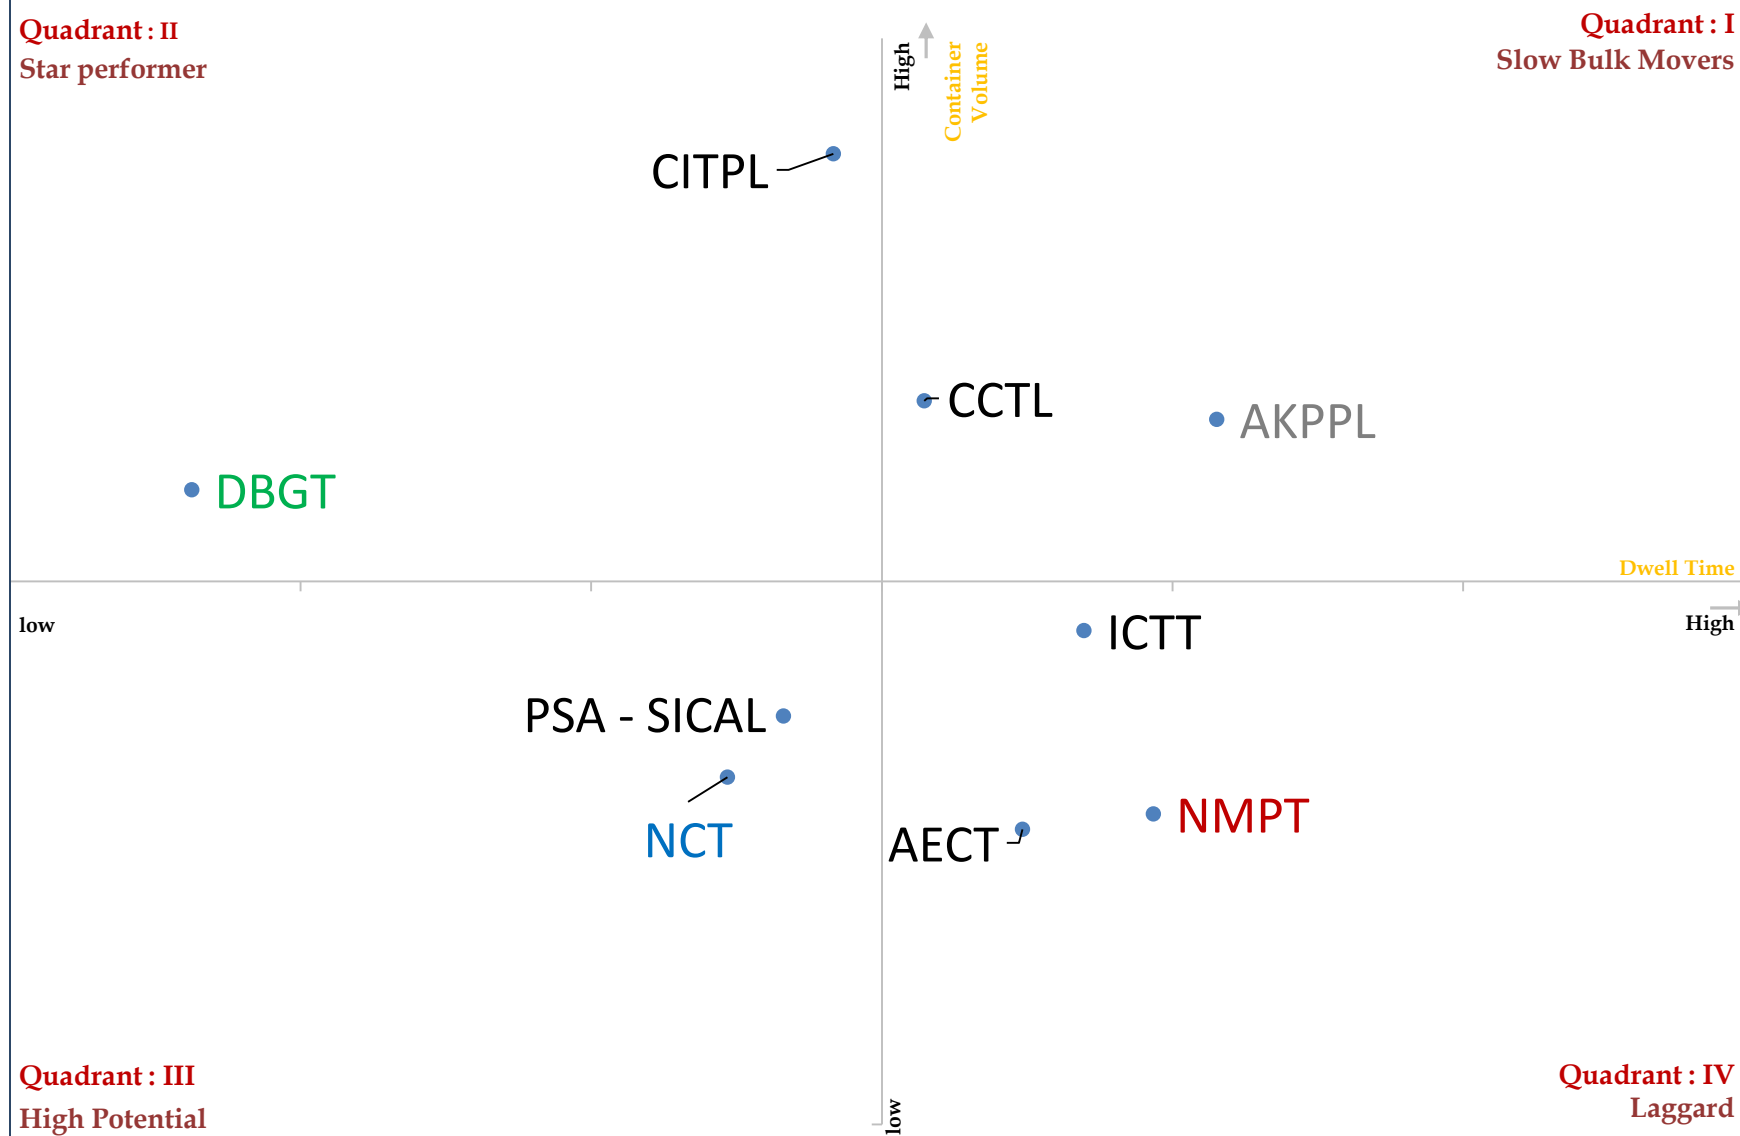 Quadrant : II
Star performer
Quadrant : I
Slow Bulk Movers
High
Container
Volume
CITPL
CCTL
AKPPL
DBGT
Dwell Time
low
High
ICTT
PSA - SICAL
NCT
NMPT
AECT
Quadrant : III
High Potential
low
Quadrant : IV
Laggard